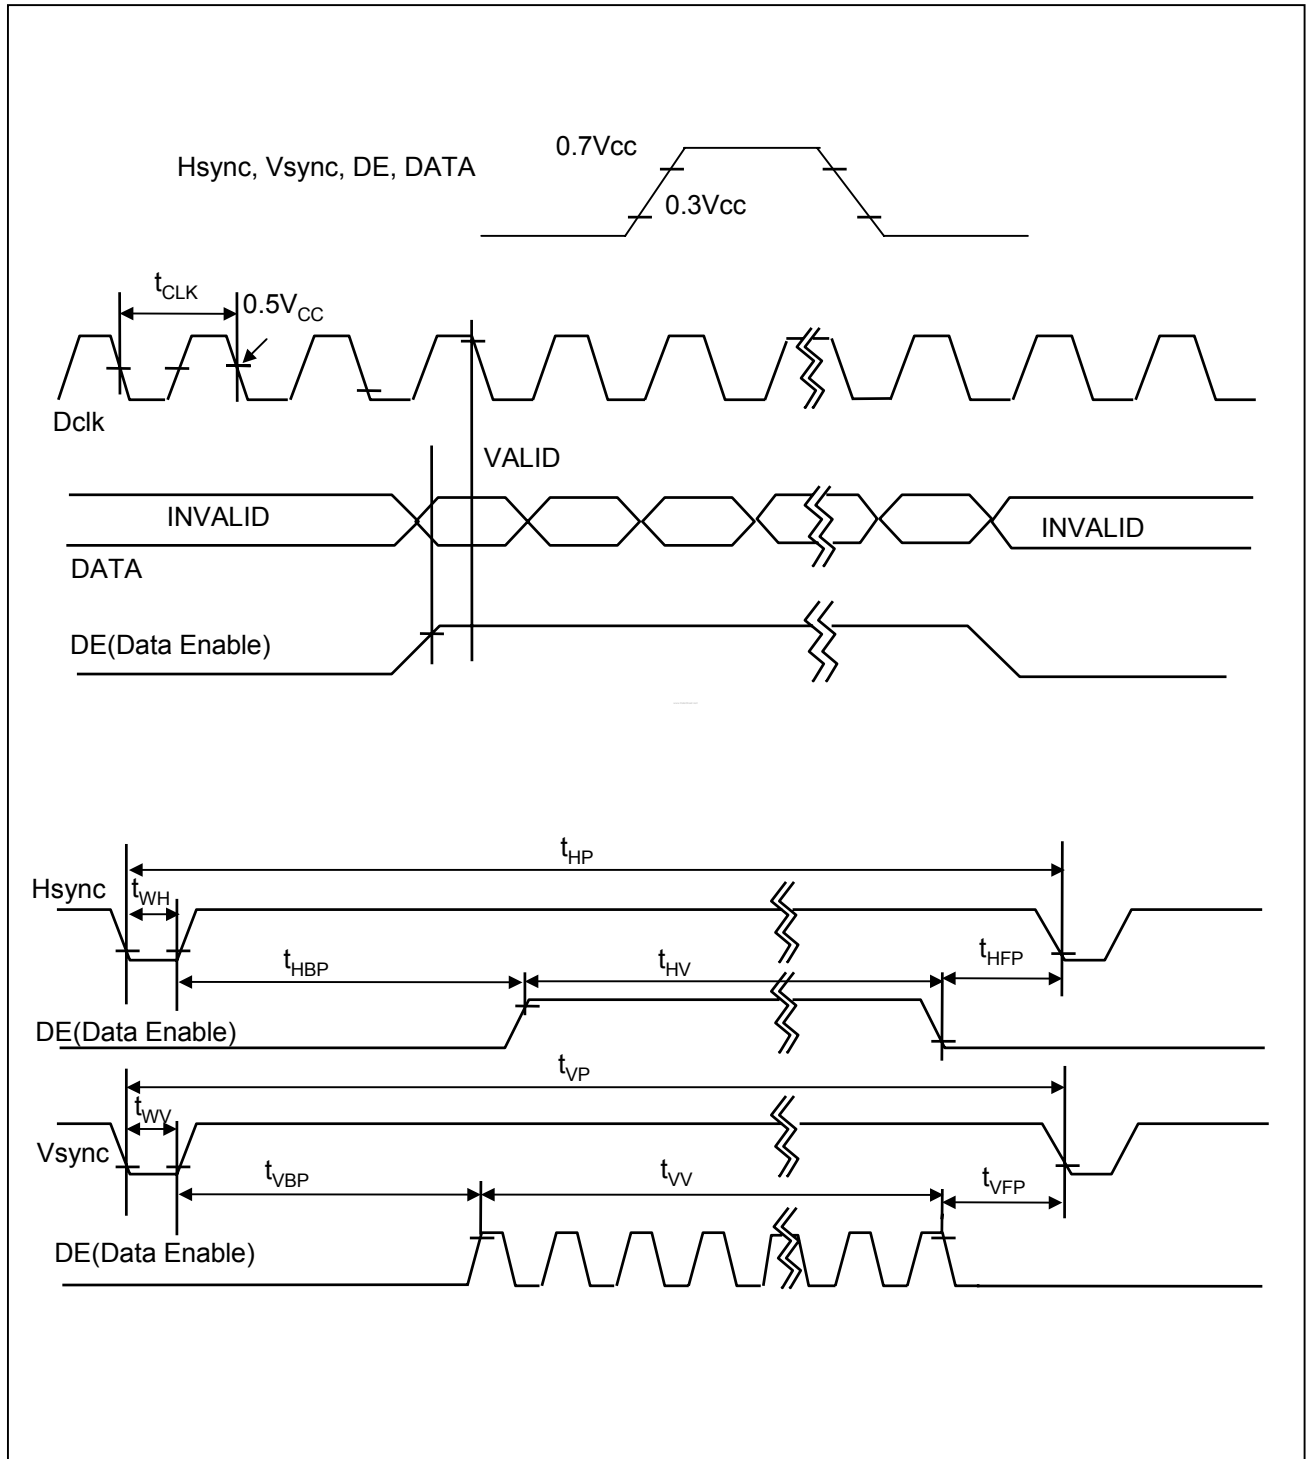 0.7Vcc
Hsync, Vsync, DE, DATA
0.3Vcc
tCLK
0.5VCC
Dclk
VALID
INVALID
INVALID
DATA
DE(Data Enable)
tHP
Hsync
tWH
tHBP
tHV
tHFP
DE(Data Enable)
tVP
tWV
Vsync
tVBP
tVV
tVFP
DE(Data Enable)